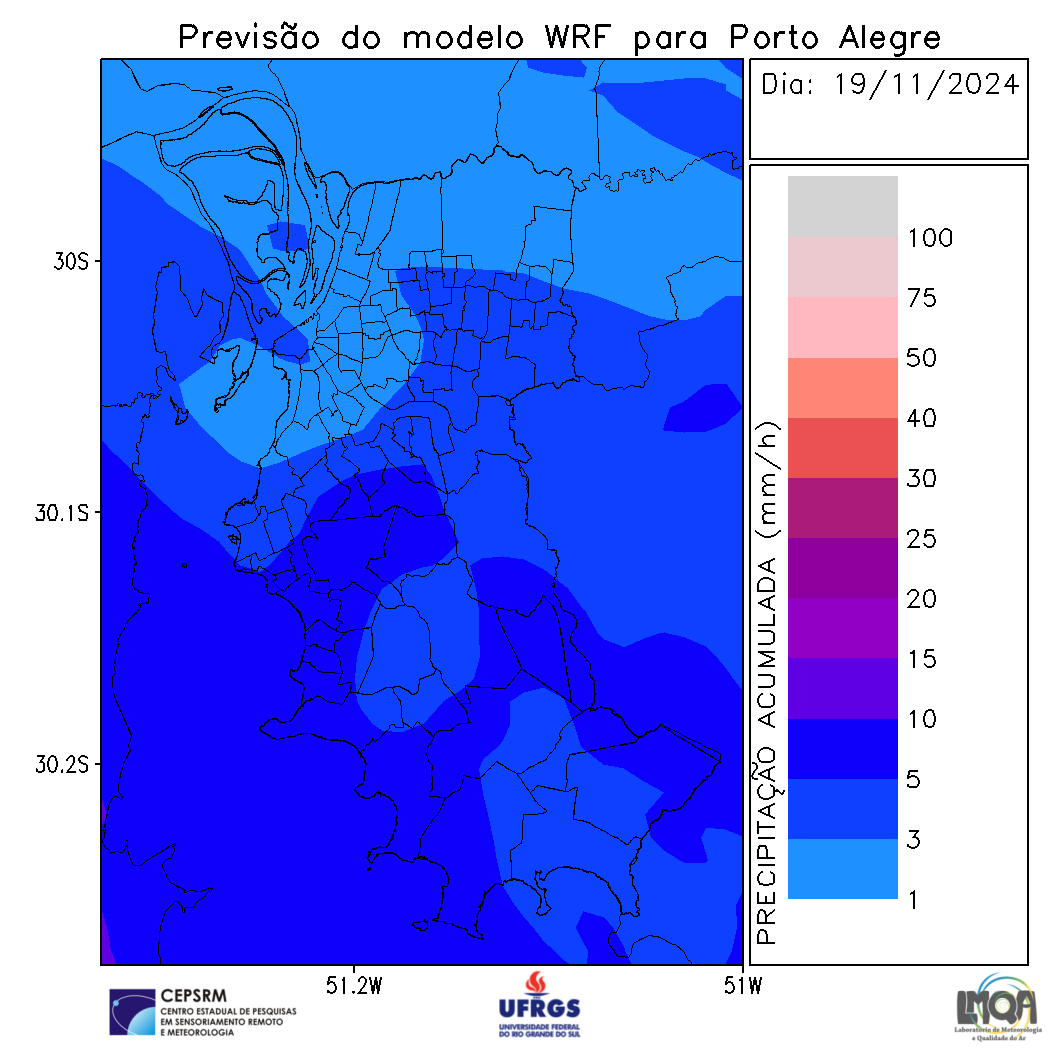 Previsão do modelo WRF para Porto Alegre
Dia: 19/11/2024
30S
30.1S
30.2S
51.2W
51W
PRECIPITAÇÃO ACUMULADA (mm/h)
100
75
50
40
30
25
20
15
10
5
3
1
CEPSRM
CENTRO ESTADUAL DE PESQUISAS
EM SENSORIAMENTO REMOTO
E METEOROLOGIA
UFRGS
UNIVERSIDADE FEDERAL
DO RIO GRANDE DO SUL
LMQA
Laboratório de Meteorologia
e Qualidade do Ar